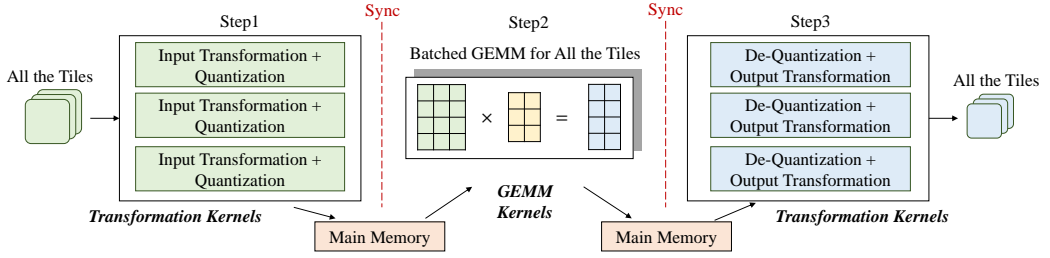 Step1
Sync
Step2
Sync
Step3
All the Tiles
Input Transformation +
Quantization
Input Transformation +
Quantization
Input Transformation +
Quantization
Transformation Kernels
Main Memory
Batched GEMM for All the Tiles
× =
GEMM
Kernels
Main Memory
De-Quantization +
Output Transformation
De-Quantization +
Output Transformation
De-Quantization +
Output Transformation
Transformation Kernels
All the Tiles